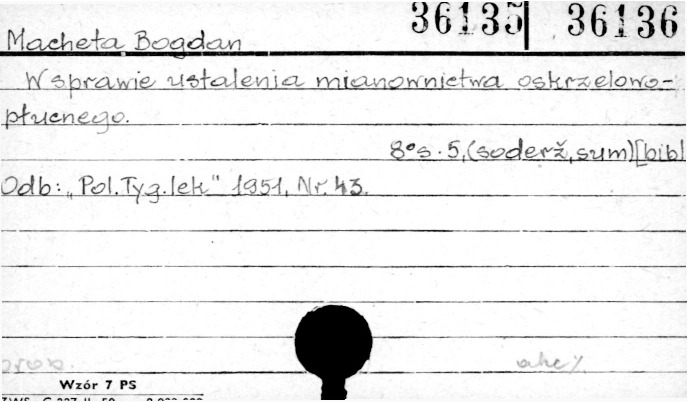 36135 36136
Macheta Bogdan
W sprawie ustalenia mianownictwa oskrzelowo-
płucnego.
8°s. 5,(soderž,sum)[bibl
Odb: „Pol.Tyg.lek" 1951, Nr.43.
Wzór 7 PS